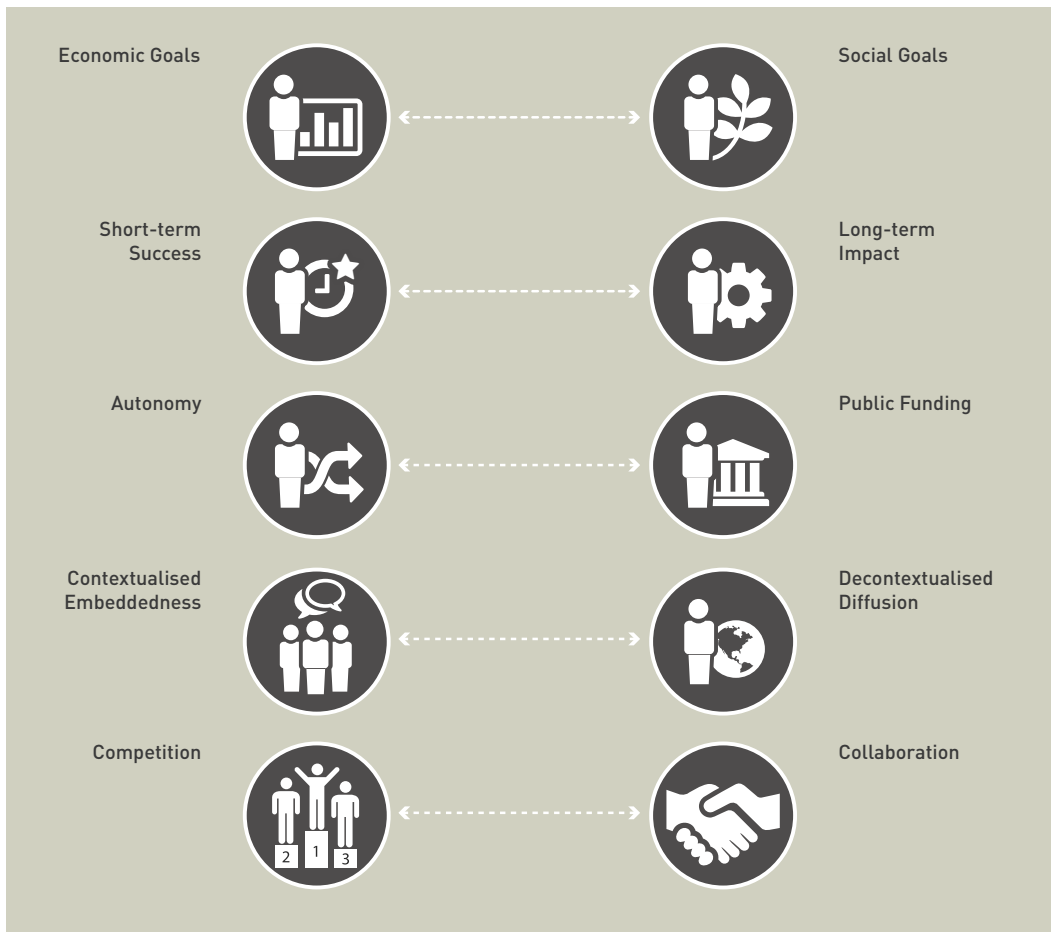 Economic Goals
Social Goals
Short-term
Success
Long-term
Impact
Autonomy
Public Funding
Contextualised
Embeddedness
Decontextualised
Diffusion
Competition
Collaboration
2 1 3